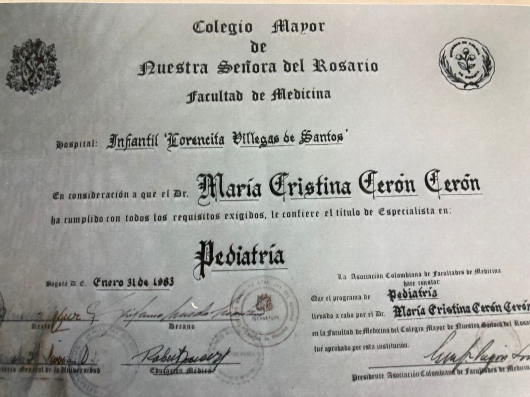 Colegio Mayor
de
Nuestra Señora del Rosario
Facultad de Medicina
Hospital: Infantil 'Lorencita Villegas de Santos'
En consideración a que el Dr. María Cristina Cerón Cerón
ha cumplido con todos los requisitos exigidos, le confiere el título de Especialista en:
Pediatría
Bogotá D. E. Enero 31 de 1983
Rector
Decano
Educación Médica
General de la Universidad
La Asociación Colombiana de Facultades de Medicina
hace constar
Que el programa de Pediatría
llevado a cabo por el Dr. María Cristina Cerón Cerón
en la Facultad de Medicina del Colegio Mayor de Nuestra Señora del
fue aprobado por esta institución.
Presidente Asociación Colombiana de Facultades de Medicina